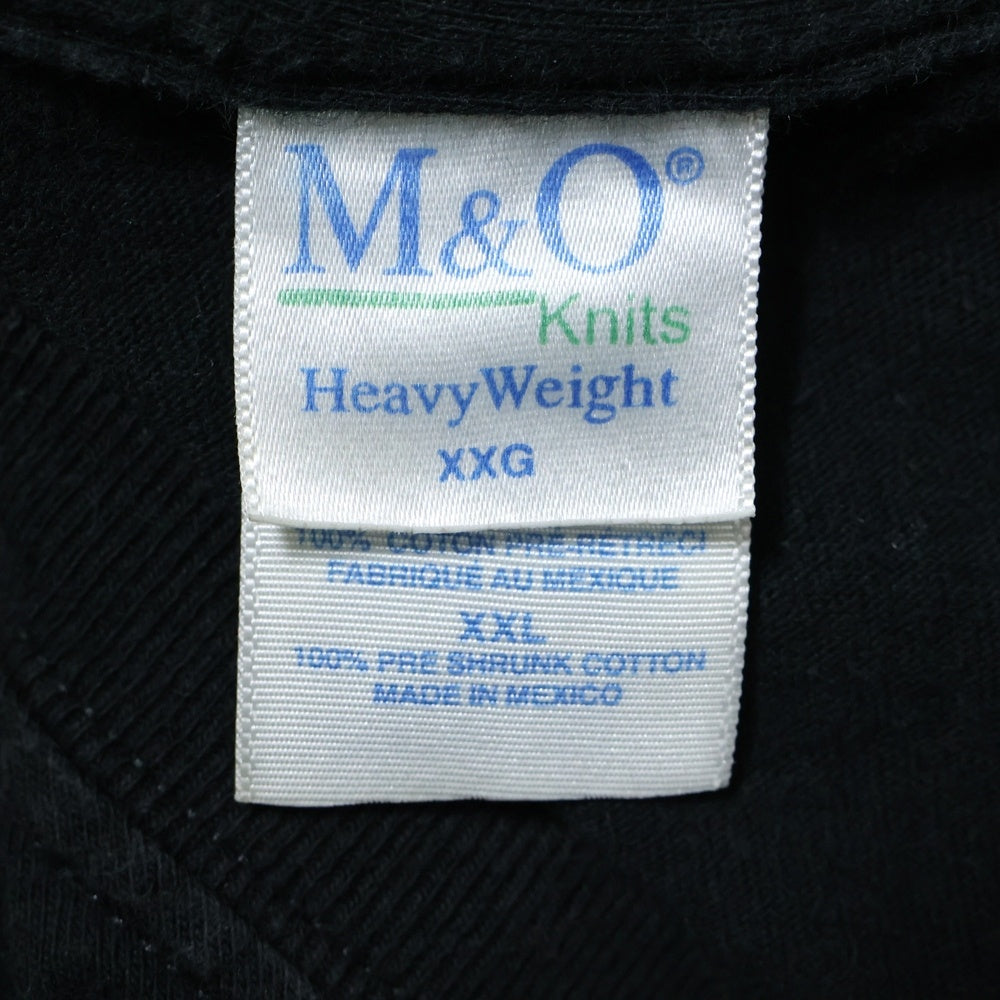 M&O®
Knits
HeavyWeight
XXG
100% COTON PRÉ-RÉTRÉCI
FABRIQUÉ AU MEXIQUE
XXL
100% PRE SHRUNK COTTON
MADE IN MEXICO